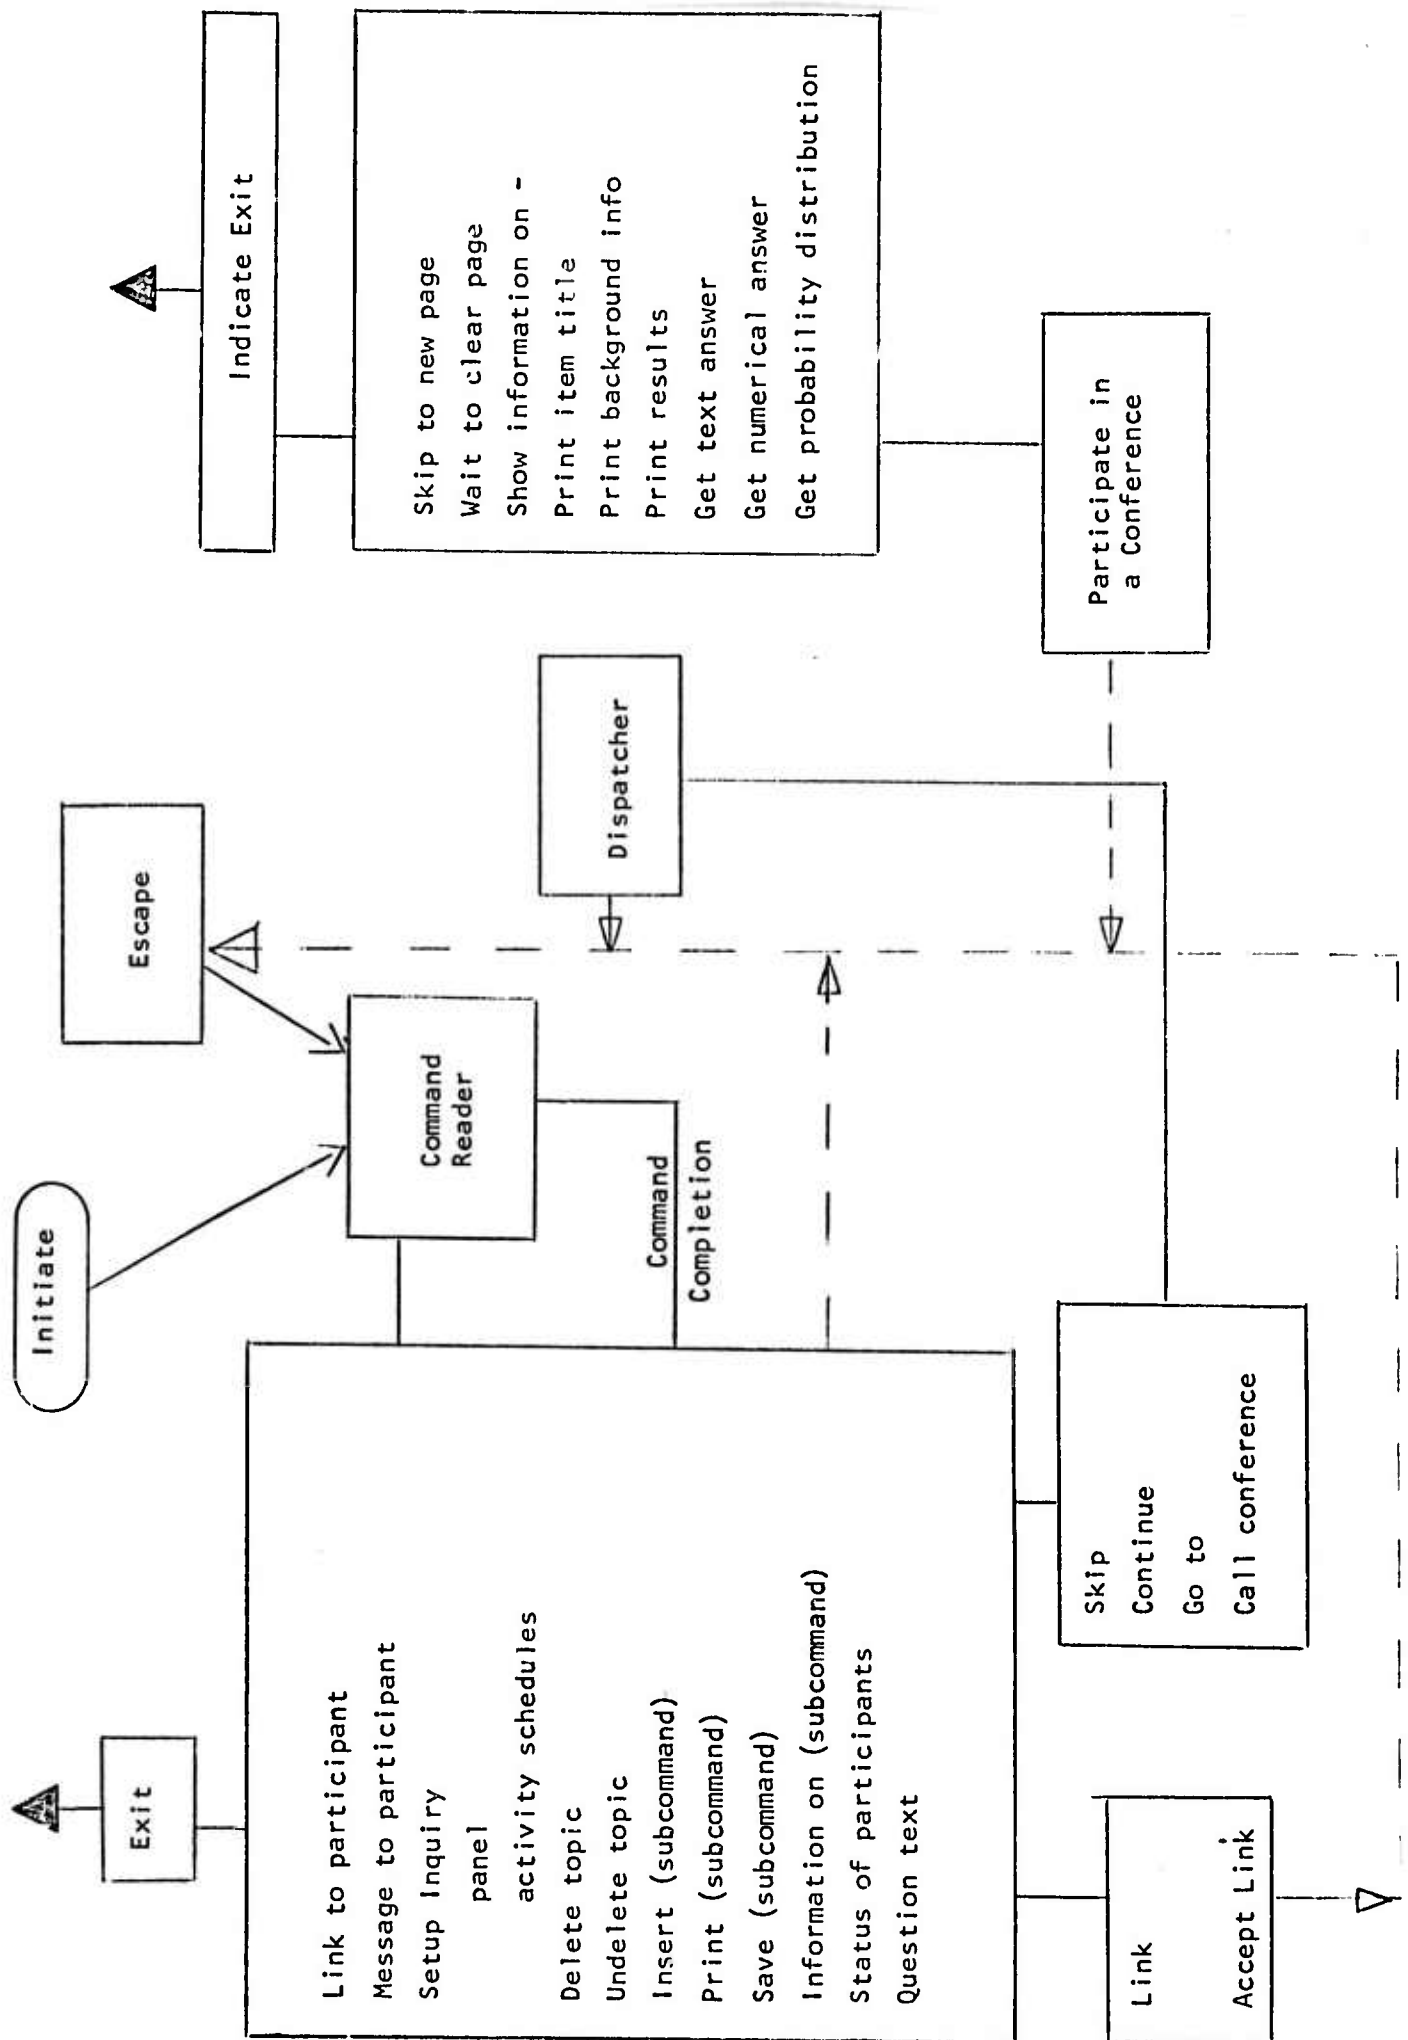 Initiate
Escape
Exit
Indicate Exit
Command
Reader
Command
Completion
Dispatcher
Link to participant
Message to participant
Setup Inquiry
panel
activity schedules
Delete topic
Undelete topic
Insert (subcommand)
Print (subcommand)
Save (subcommand)
Information on (subcommand)
Status of participants
Question text
Skip to new page
Wait to clear page
Show information on -
Print item title
Print background info
Print results
Get text answer
Get numerical answer
Get probability distribution
Participate in
a Conference
Link
Accept Link
Skip
Continue
Go to
Call conference